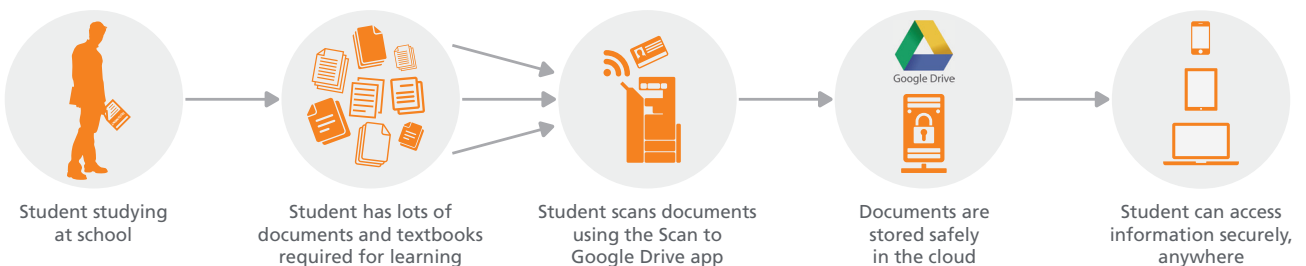 Google Drive
Student studying
at school
Student has lots of
documents and textbooks
required for learning
Student scans documents
using the Scan to
Google Drive app
Documents are
stored safely
in the cloud
Student can access
information securely,
anywhere